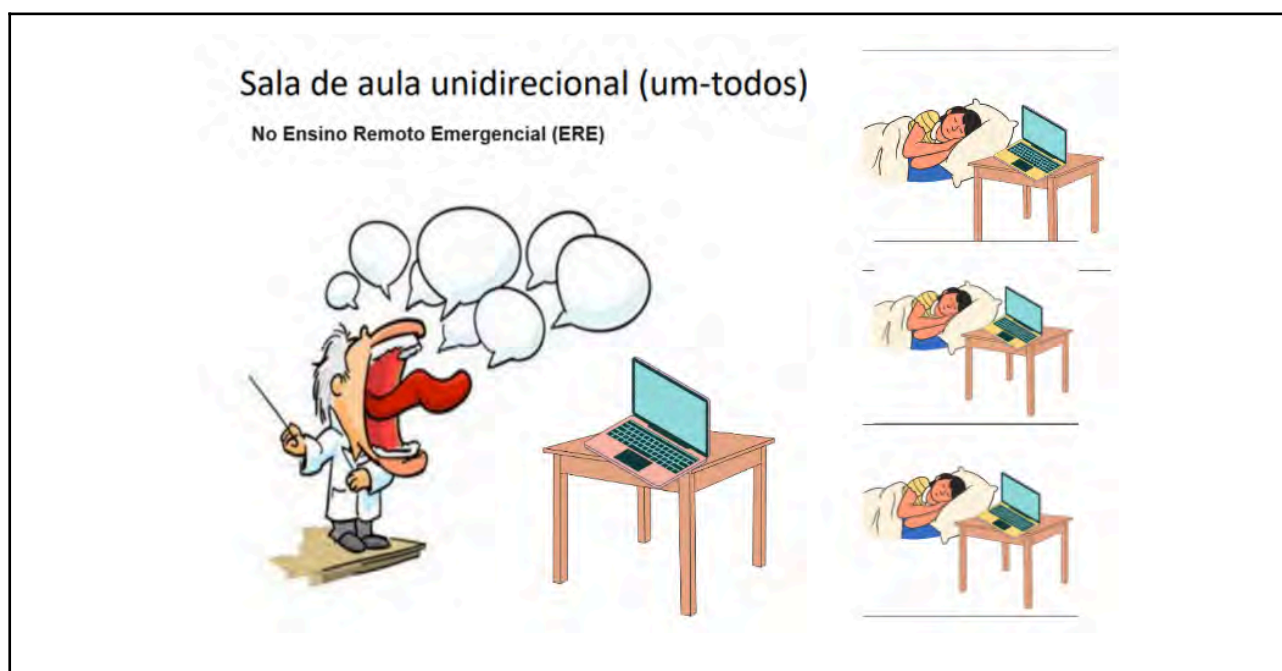 Sala de aula unidirecional (um-todos)
No Ensino Remoto Emergencial (ERE)